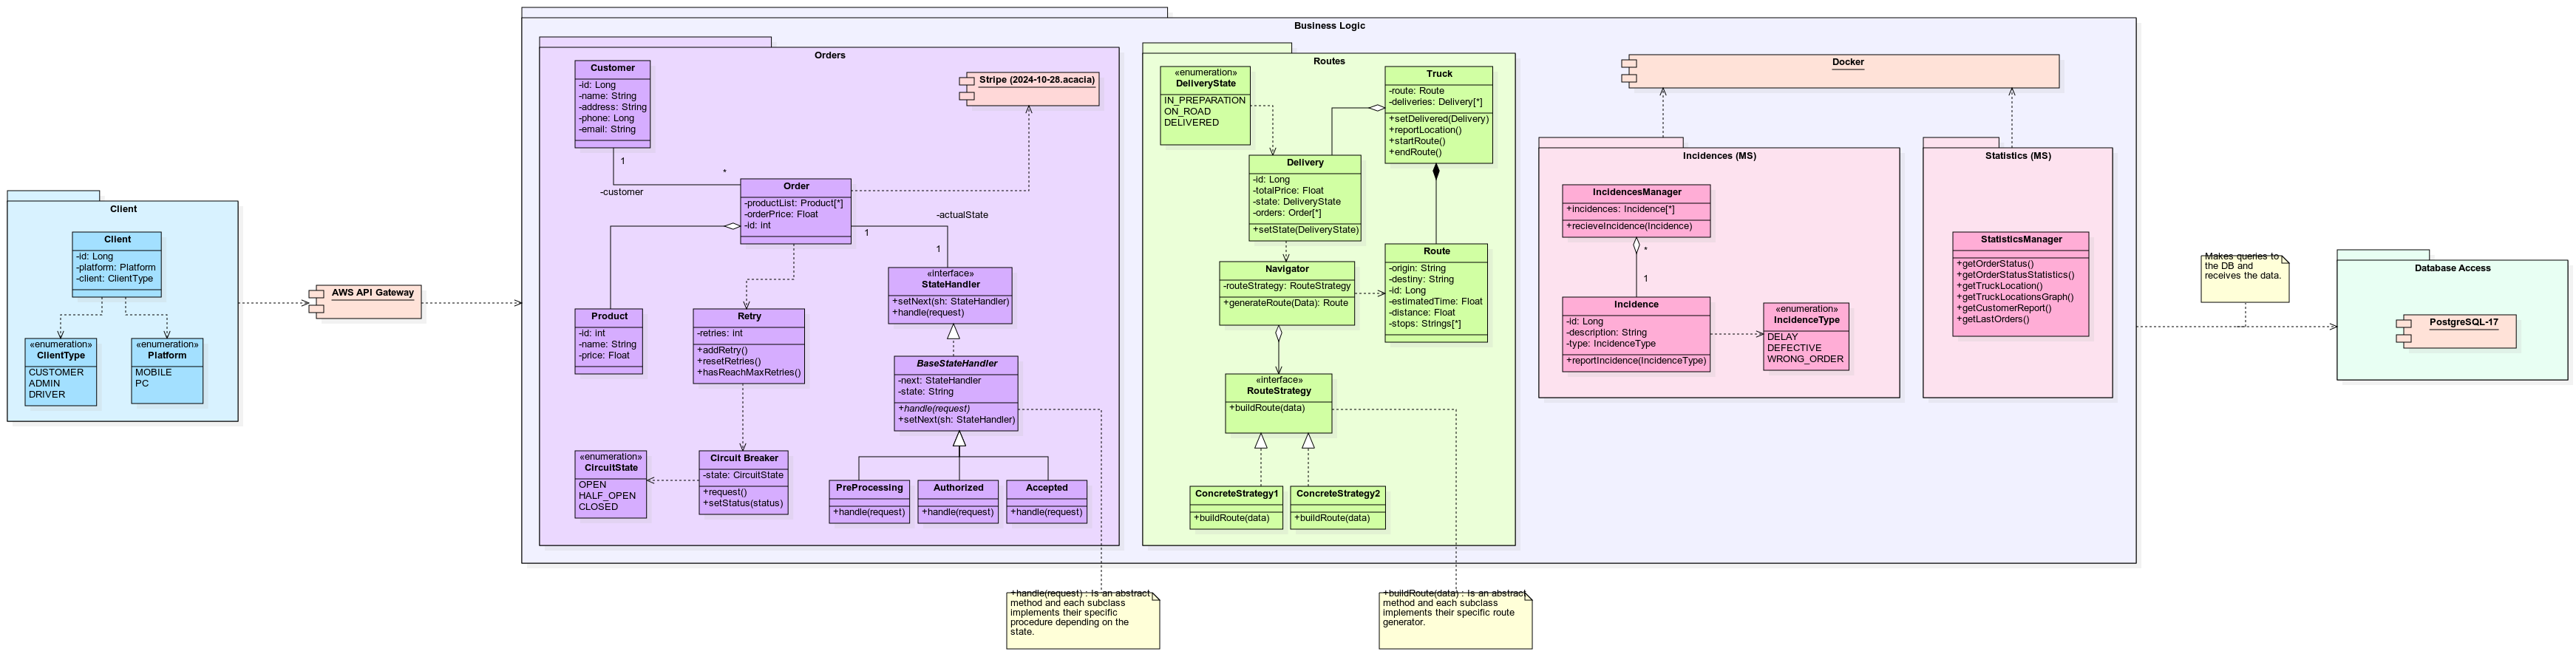 Business Logic
Client
Client
-id: Long
-platform: Platform
-client: ClientType
«enumeration»
ClientType
CUSTOMER
ADMIN
DRIVER
«enumeration»
Platform
MOBILE
PC
AWS API Gateway
Orders
Customer
-id: Long
-name: String
-address: String
-phone: Long
-email: String
Stripe (2024-10-28.acacia)
1
*
-customer
Order
-productList: Product[*]
-orderPrice: Float
-id: int
-actualState
1
1
«interface»
StateHandler
+setNext(sh: StateHandler)
+handle(request)
Product
-id: int
-name: String
-price: Float
Retry
-retries: int
+addRetry()
+resetRetries()
+hasReachMaxRetries()
BaseStateHandler
-next: StateHandler
-state: String
+handle(request)
+setNext(sh: StateHandler)
«enumeration»
CircuitState
OPEN
HALF_OPEN
CLOSED
Circuit Breaker
-state: CircuitState
+request()
+setStatus(status)
PreProcessing
+handle(request)
Authorized
+handle(request)
Accepted
+handle(request)
+handle(request) : Is an abstract
method and each subclass
implements their specific
procedure depending on the
state.
Routes
«enumeration»
DeliveryState
IN_PREPARATION
ON_ROAD
DELIVERED
Truck
-route: Route
-deliveries: Delivery[*]
+setDelivered(Delivery)
+reportLocation()
+startRoute()
+endRoute()
Delivery
-id: Long
-totalPrice: Float
-state: DeliveryState
-orders: Order[*]
+setState(DeliveryState)
Navigator
-routeStrategy: RouteStrategy
+generateRoute(Data): Route
Route
-origin: String
-destiny: String
-id: Long
-estimatedTime: Float
-distance: Float
-stops: Strings[*]
«interface»
RouteStrategy
+buildRoute(data)
ConcreteStrategy1
+buildRoute(data)
ConcreteStrategy2
+buildRoute(data)
+buildRoute(data) : Is an abstract
method and each subclass
implements their specific route
generator.
Docker
Incidences (MS)
IncidencesManager
+incidences: Incidence[*]
+recieveIncidence(Incidence)
*
1
Incidence
-id: Long
-description: String
-type: IncidenceType
+reportIncidence(IncidenceType)
«enumeration»
IncidenceType
DELAY
DEFECTIVE
WRONG_ORDER
Statistics (MS)
StatisticsManager
+getOrderStatus()
+getOrderStatusStatistics()
+getTruckLocation()
+getTruckLocationsGraph()
+getCustomerReport()
+getLastOrders()
Makes queries to
the DB and
receives the data.
Database Access
PostgreSQL-17